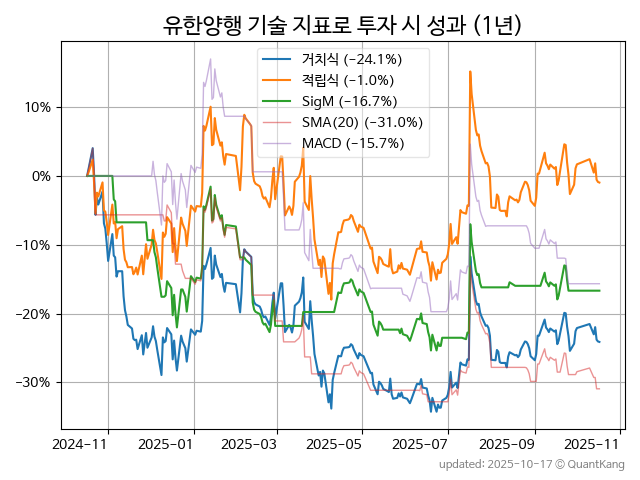 유한양행 기술 지표로 투자 시 성과 (1년)
거치식 (−24.1%)
적립식 (−1.0%)
SigM (−16.7%)
SMA(20) (−31.0%)
MACD (−15.7%)
10%
0%
−10%
−20%
−30%
2024-11
2025-01
2025-03
2025-05
2025-07
2025-09
2025-11
updated: 2025-10-17 © QuantKang